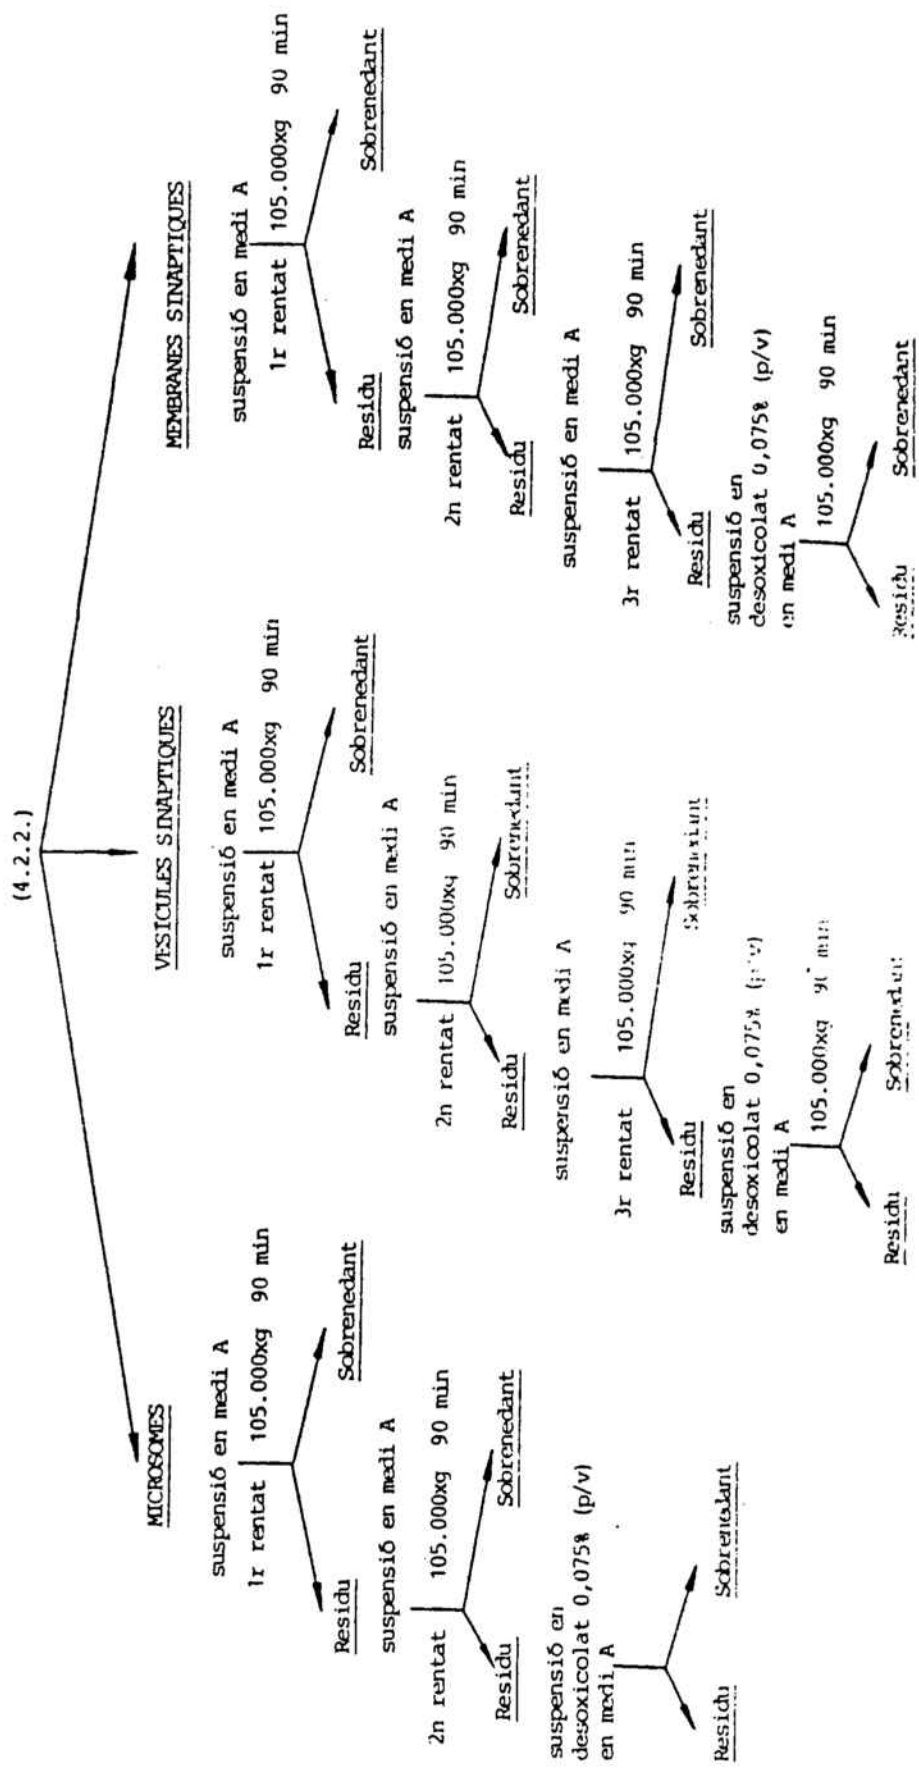 (4.2.2.)
MICROSOMES
suspensió en medi A
1r rentat 105.000xg 90 min
Residu
Sobrenedant
suspensió en medi A
2n rentat 105.000xg 90 min
Residu
Sobrenedant
suspensió en
desoxicolat 0,075% (p/v)
en medi A
Residu
Sobrenedant
VESICULES SINAPTIQUES
suspensió en medi A
1r rentat 105.000xg 90 min
Residu
Sobrenedant
suspensió en medi A
2n rentat 105.000xg 90 min
Residu
Sobrenedant
suspensió en medi A
3r rentat 105.000xg 90 min
Residu
Sobrenedant
suspensió en
desoxicolat 0,075% (p/v)
en medi A
105.000xg 90 min
Residu
Sobrenedant
MEMBRANES SINAPTIQUES
suspensió en medi A
1r rentat 105.000xg 90 min
Residu
Sobrenedant
suspensió en medi A
2n rentat 105.000xg 90 min
Residu
Sobrenedant
suspensió en medi A
3r rentat 105.000xg 90 min
Residu
Sobrenedant
suspensió en
desoxicolat 0,075% (p/v)
en medi A
105.000xg 90 min
Residu
Sobrenedant